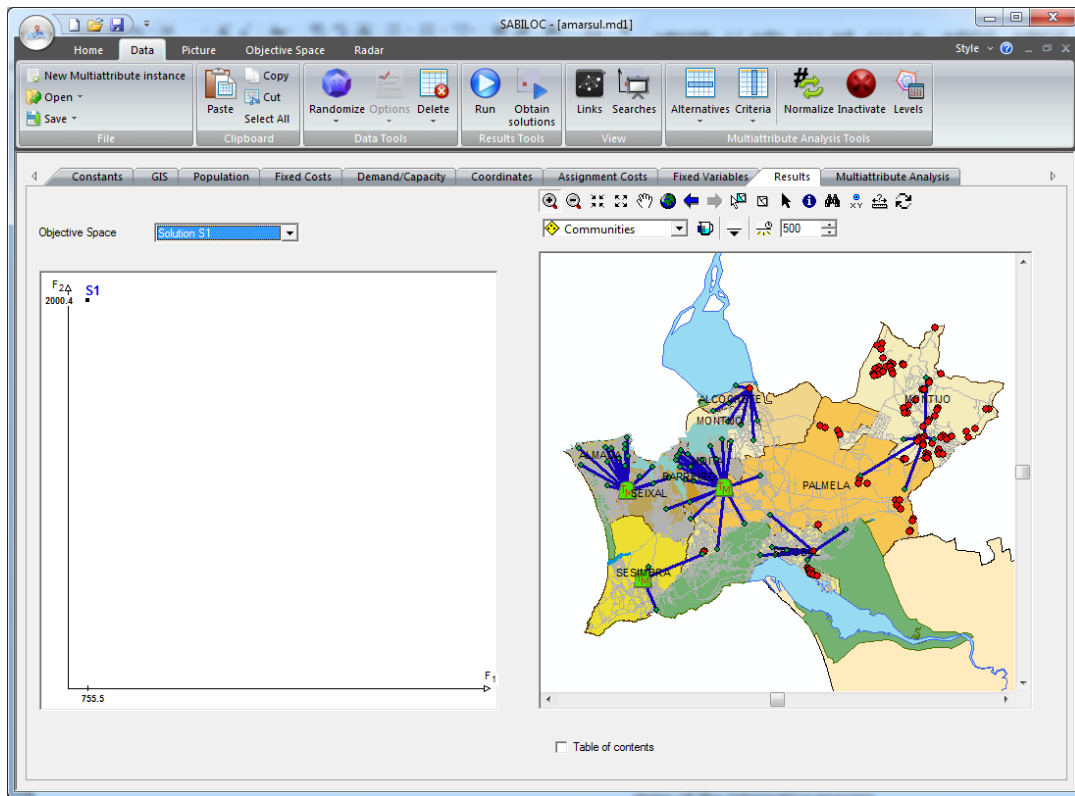 SABILOC - [amarsul.md1]
Home Data Picture Objective Space Radar Style
New Multiattribute instance
Open
Save
File
Paste
Copy
Cut
Select All
Clipboard
Randomize Options Delete
Data Tools
Run Obtain solutions
Results Tools
Links Searches
View
Alternatives Criteria Normalize Inactivate Levels
Multiattribute Analysis Tools
Constants GIS Population Fixed Costs Demand/Capacity Coordinates Assignment Costs Fixed Variables Results Multiattribute Analysis
Objective Space Solution S1
Communities 500
XY
F2
2000.4
S1
F1
755.5
ALCOCHETE
MONTIJO
MONTIJO
ALMADA
MOITA
SEIXAL
PALMELA
SESIMBRA
Table of contents